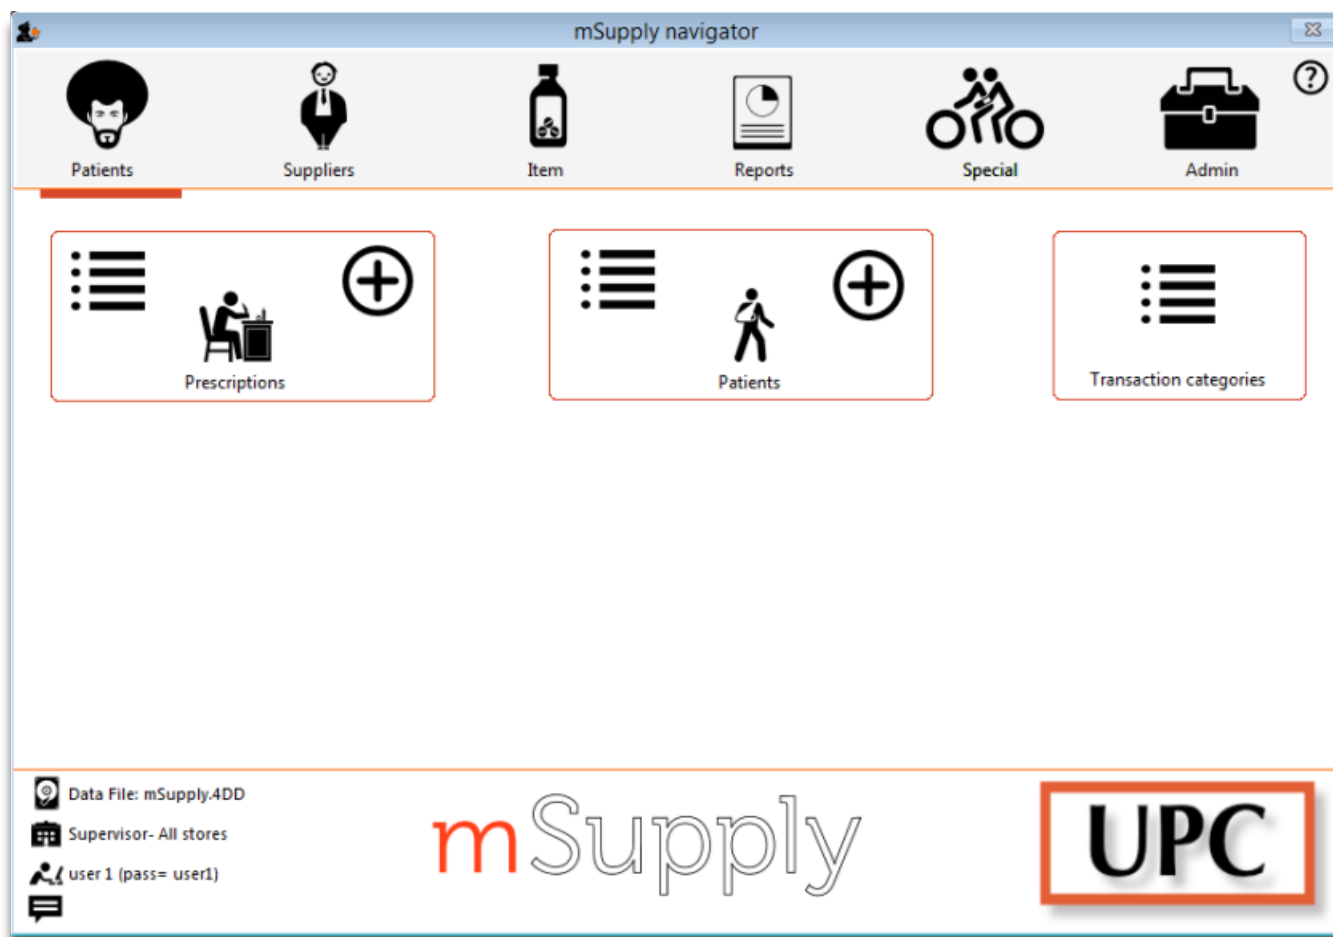 mSupply navigator
Patients
Suppliers
Item
Reports
Special
Admin
Prescriptions
Patients
Transaction categories
Data File: mSupply.4DD
Supervisor- All stores
user 1 (pass= user1)
mSupply
UPC